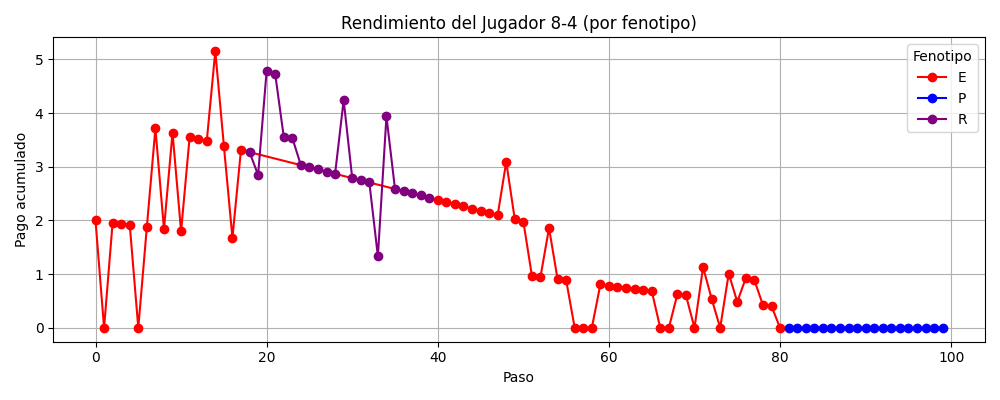 Rendimiento del Jugador 8-4 (por fenotipo)
Pago acumulado
5
4
3
2
1
0
Fenotipo
E
P
R
0 20 40 60 80 100
Paso